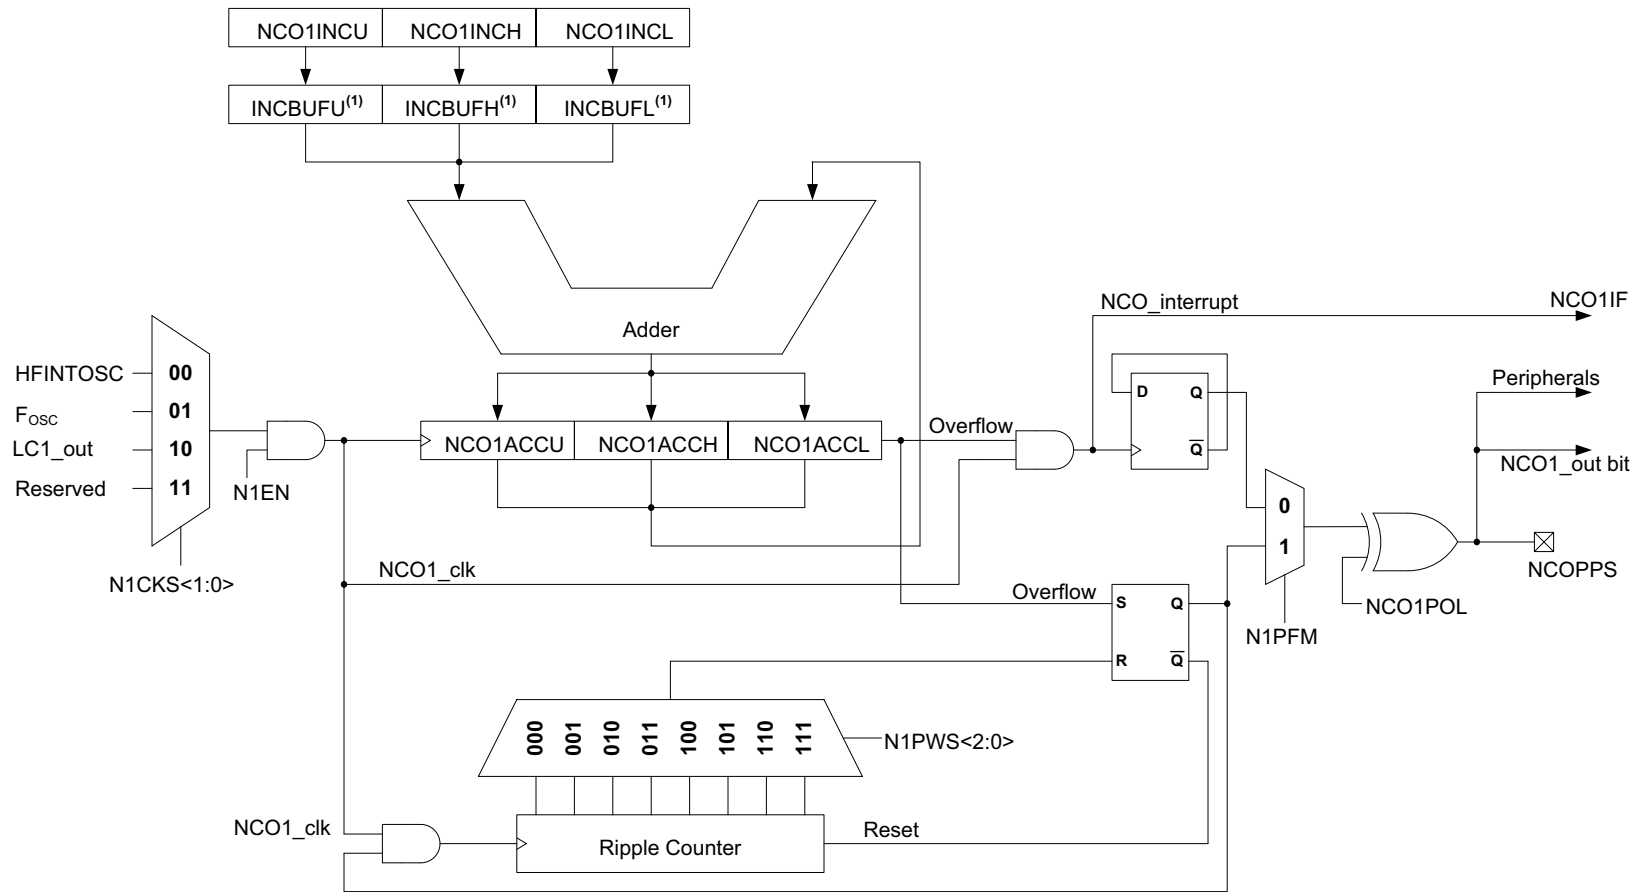 NCO1INCU NCO1INCH NCO1INCL
INCBUFU(1) INCBUFH(1) INCBUFL(1)
Adder
HFINTOSC 00
FOSC 01
LC1_out 10
Reserved 11
N1CKS<1:0>
N1EN
NCO1ACCU NCO1ACCH NCO1ACCL
Overflow
NCO_interrupt
NCO1IF
D Q
Q̅
Peripherals
NCO1_out bit
NCOPPS
0
1
N1PFM
NCO1POL
NCO1_clk
Overflow
S Q
R Q̅
000 001 010 011 100 101 110 111
N1PWS<2:0>
NCO1_clk
Ripple Counter
Reset